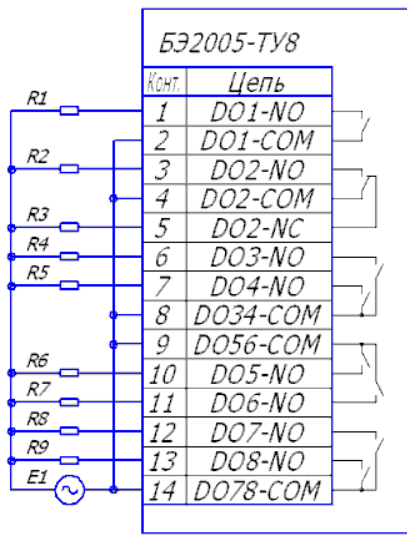 БЭ2005-ТУ8
Конт. Цепь
R1 1 DO1-NO
2 DO1-COM
R2 3 DO2-NO
4 DO2-COM
R3 5 DO2-NC
R4 6 DO3-NO
R5 7 DO4-NO
8 DO34-COM
9 DO56-COM
R6 10 DO5-NO
R7 11 DO6-NO
R8 12 DO7-NO
R9 13 DO8-NO
E1 14 DO78-COM